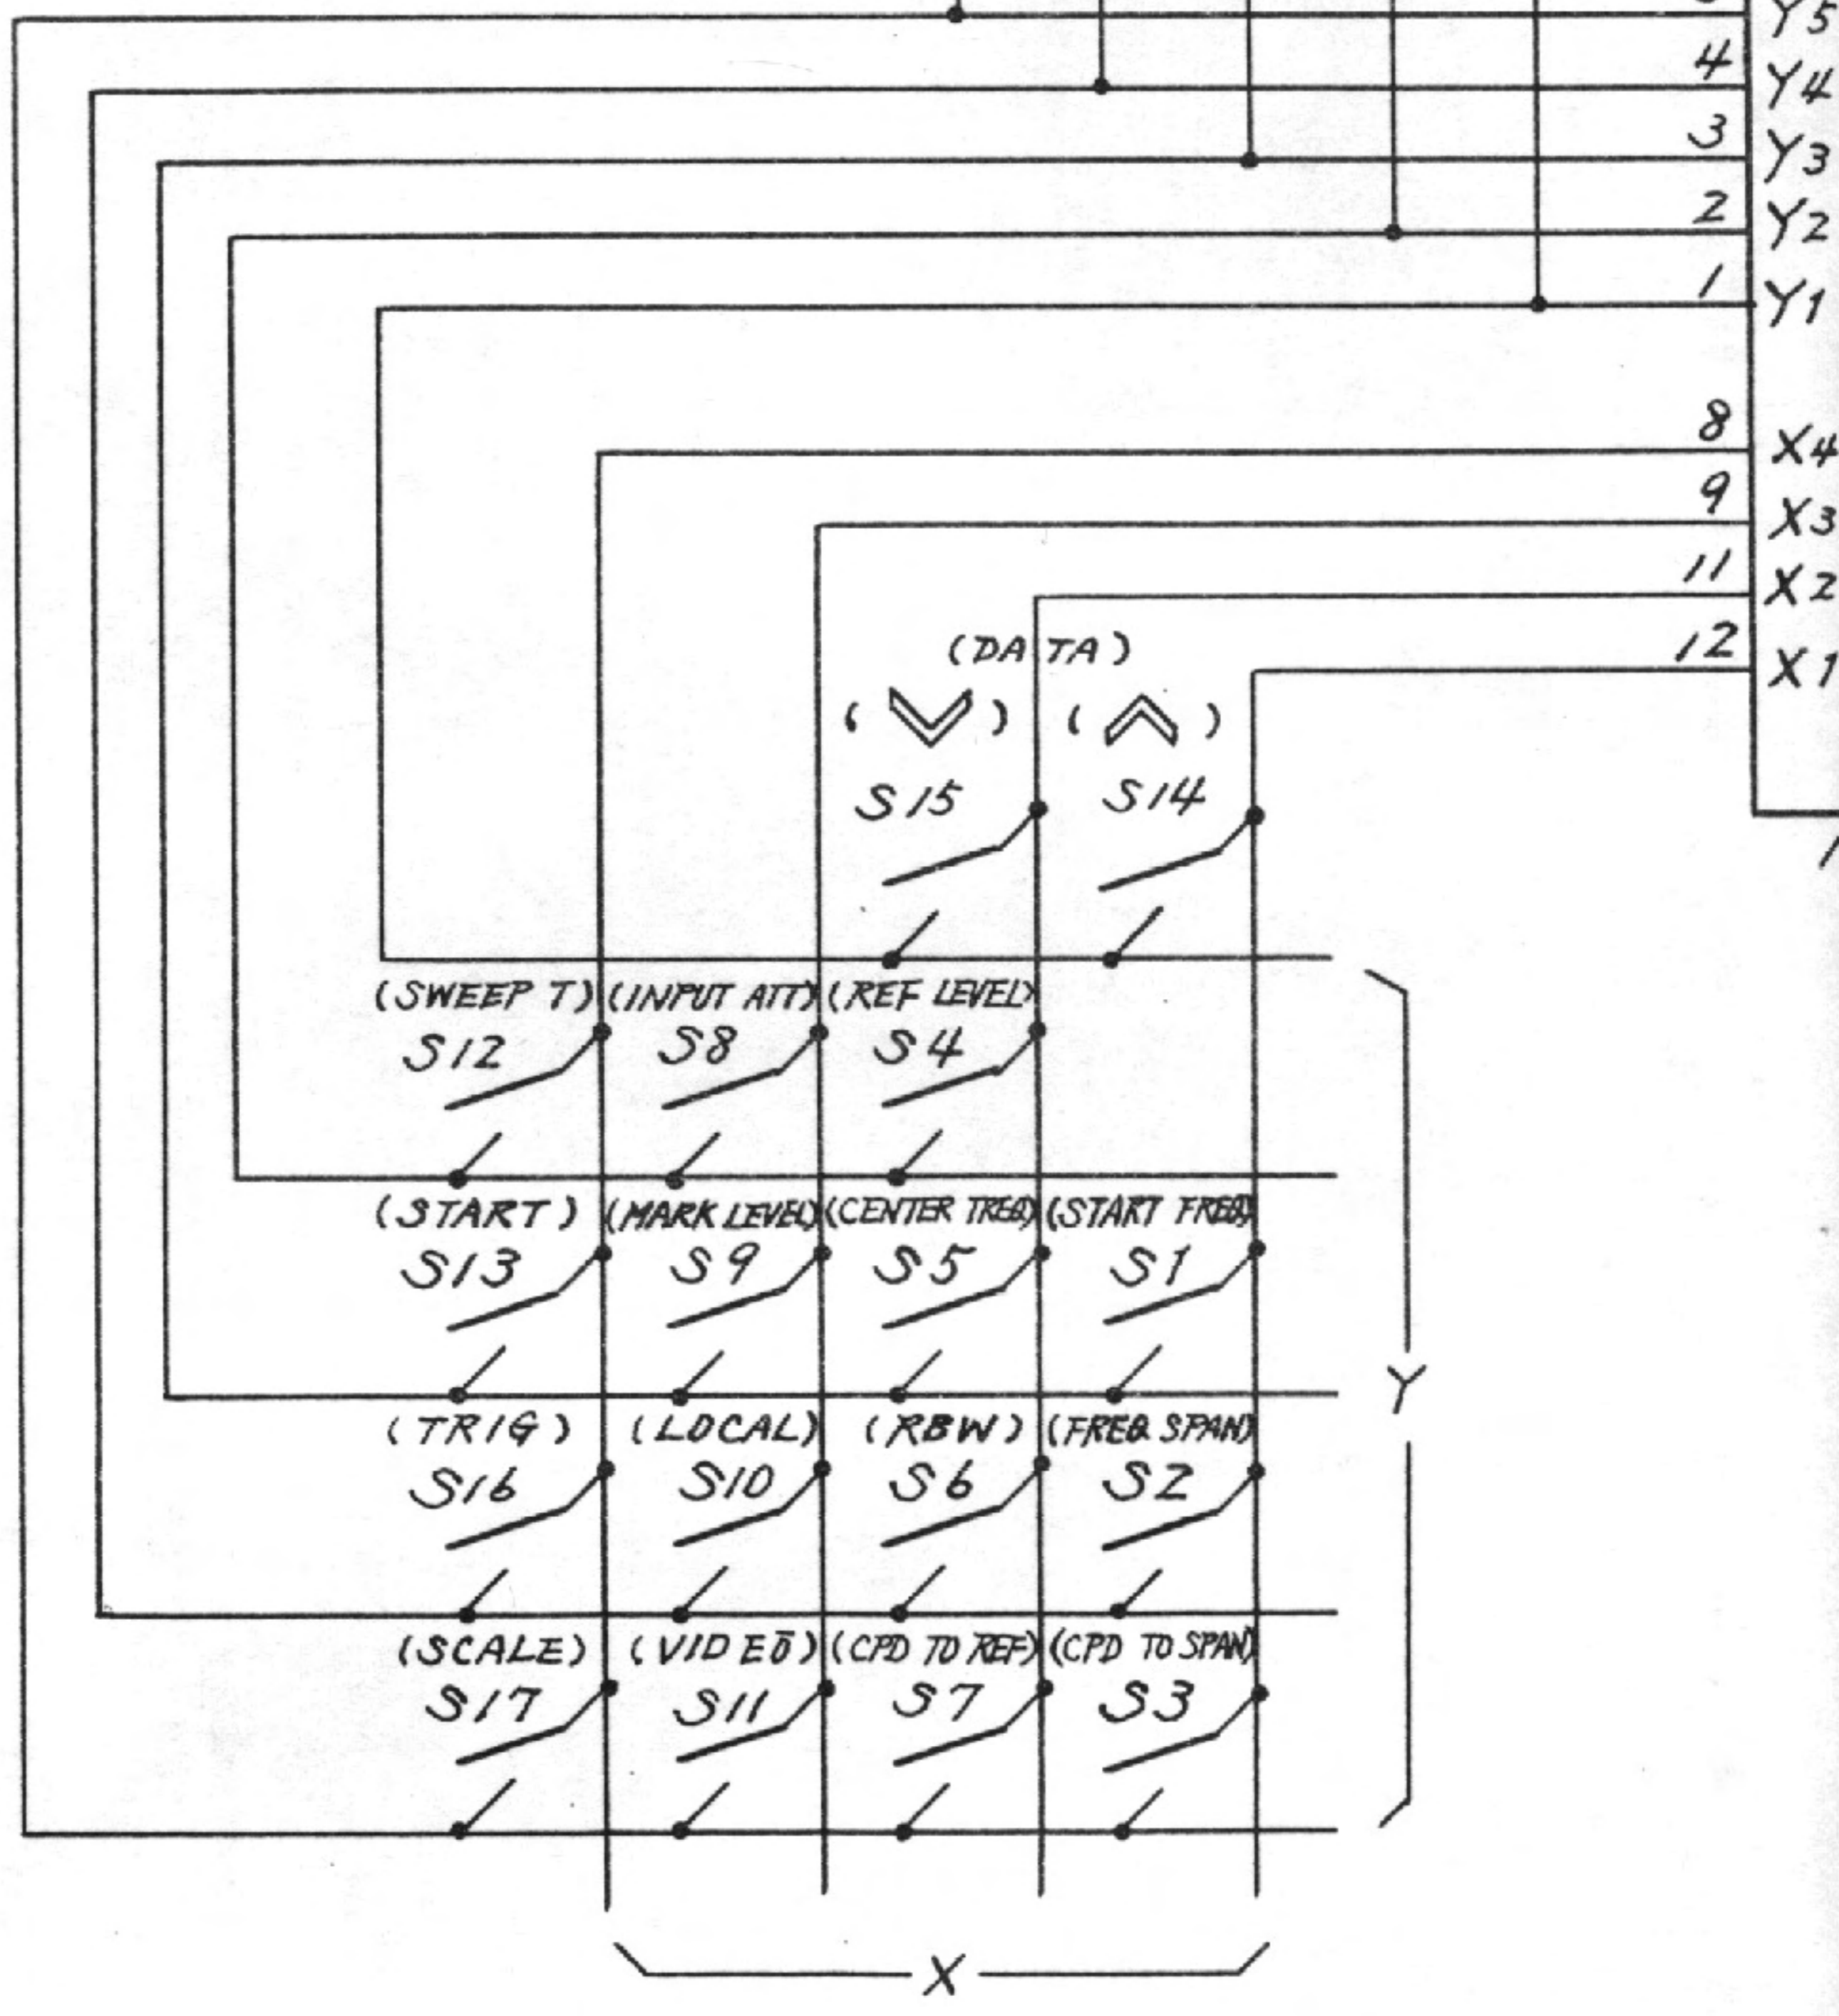 Y5
4 Y4
3 Y3
2 Y2
1 Y1
8 X4
9 X3
11 X2
12 X1
(DATA)
( ) ( )
S15 S14
(SWEEP T) (INPUT ATT) (REF LEVEL)
S12 S8 S4
(START) (MARK LEVEL) (CENTER TREQ) (START FREQ)
S13 S9 S5 S1
Y
(TRIG) (LOCAL) (RBW) (FREQ SPAN)
S16 S10 S6 S2
(SCALE) (VIDEŌ) (CPD TO REF) (CPD TO SPAN)
S17 S11 S7 S3
X